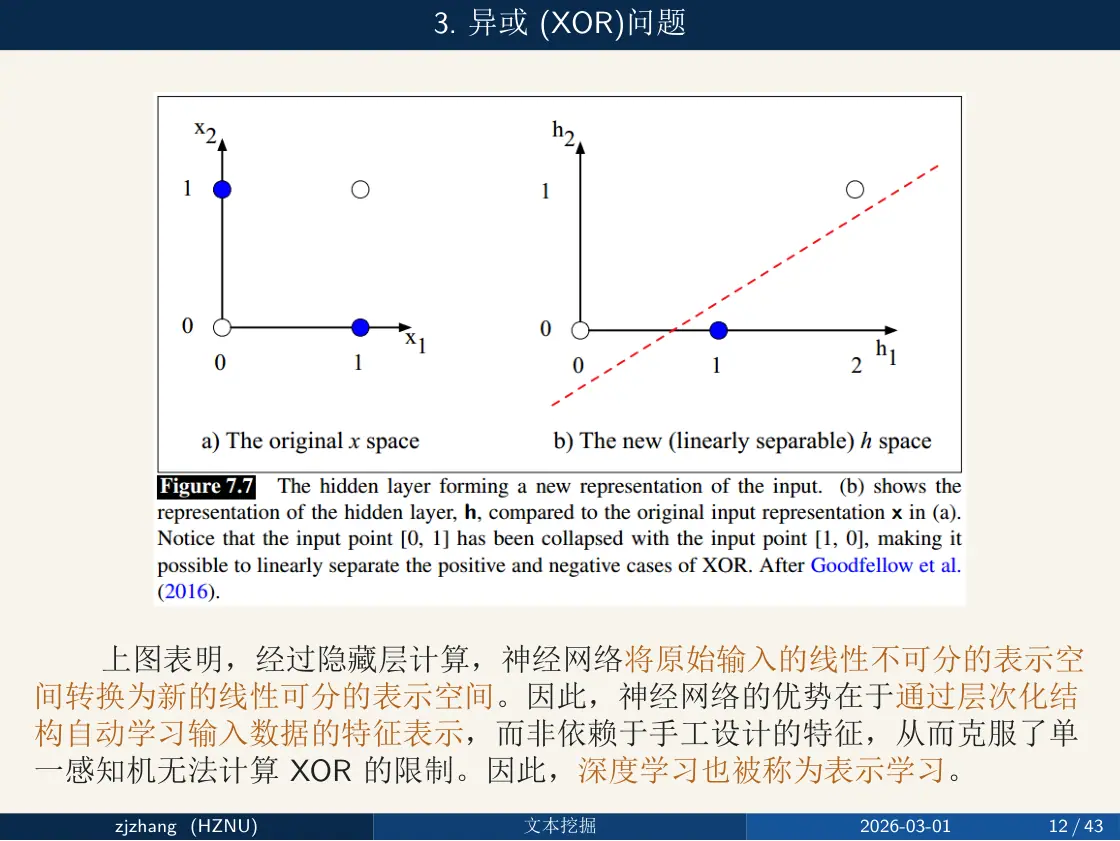 3. 异或 (XOR)问题
x2
h2
1
1
0
x1
0
h1
0
1
0
1
2
a) The original x space
b) The new (linearly separable) h space
Figure 7.7 The hidden layer forming a new representation of the input. (b) shows the
representation of the hidden layer, h, compared to the original input representation x in (a).
Notice that the input point [0, 1] has been collapsed with the input point [1, 0], making it
possible to linearly separate the positive and negative cases of XOR. After Goodfellow et al.
(2016).
上图表明，经过隐藏层计算，神经网络将原始输入的线性不可分的表示空
间转换为新的线性可分的表示空间。因此，神经网络的优势在于通过层次化结
构自动学习输入数据的特征表示，而非依赖于手工设计的特征，从而克服了单
一感知机无法计算 XOR 的限制。因此，深度学习也被称为表示学习。
zjzhang (HZNU)
文本挖掘
2026-03-01
12 / 43